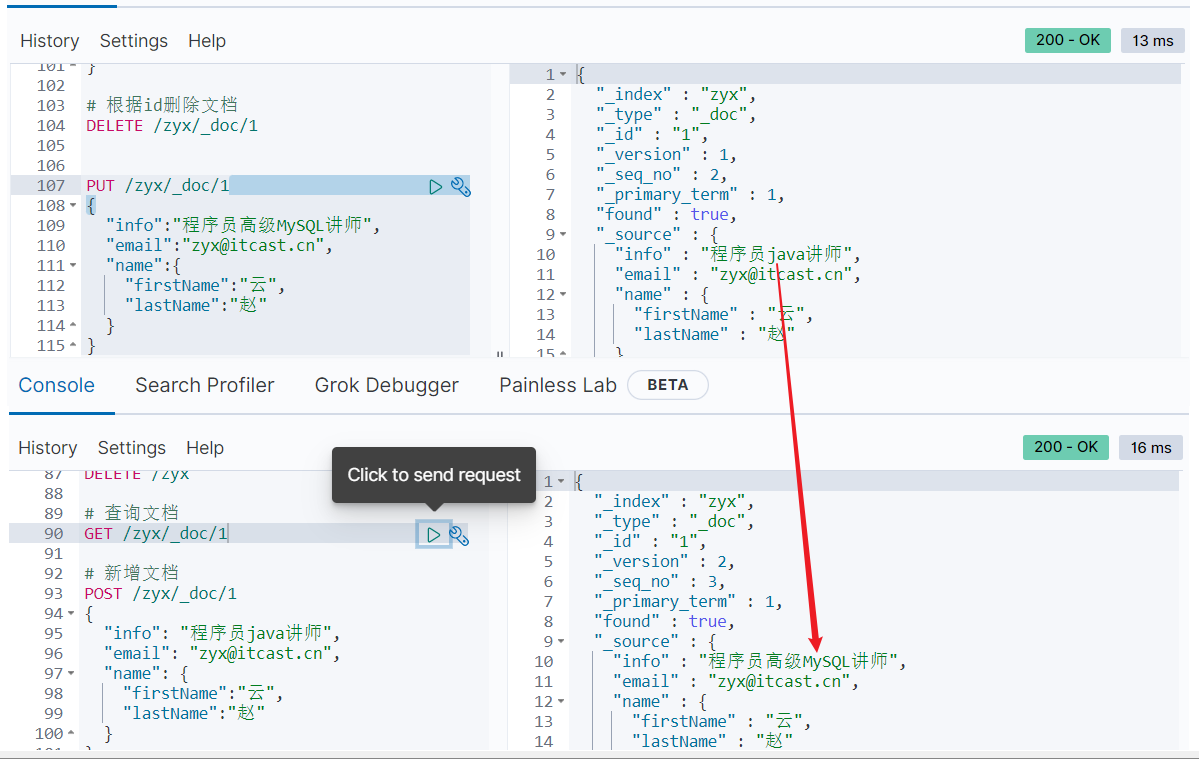 History Settings Help 200 - OK 13 ms
101 }
102
103 # 根据id删除文档
104 DELETE /zyx/_doc/1
105
106
107 PUT /zyx/_doc/1
108 {
109 "info":"程序员高级MySQL讲师",
110 "email":"zyx@itcast.cn",
111 "name":{
112 "firstName":"云",
113 "lastName":"赵"
114 }
115 }
1 {
2 "_index" : "zyx",
3 "_type" : "_doc",
4 "_id" : "1",
5 "_version" : 1,
6 "_seq_no" : 2,
7 "_primary_term" : 1,
8 "found" : true,
9 "_source" : {
10 "info" : "程序员java讲师",
11 "email" : "zyx@itcast.cn",
12 "name" : {
13 "firstName" : "云",
14 "lastName" : "赵"
15 }
Console Search Profiler Grok Debugger Painless Lab BETA
History Settings Help 200 - OK 16 ms
Click to send request
87 DELETE /zyx
88
89 # 查询文档
90 GET /zyx/_doc/1
91
92 # 新增文档
93 POST /zyx/_doc/1
94 {
95 "info": "程序员java讲师",
96 "email": "zyx@itcast.cn",
97 "name": {
98 "firstName":"云",
99 "lastName":"赵"
100 }
101 }
1 {
2 "_index" : "zyx",
3 "_type" : "_doc",
4 "_id" : "1",
5 "_version" : 2,
6 "_seq_no" : 3,
7 "_primary_term" : 1,
8 "found" : true,
9 "_source" : {
10 "info" : "程序员高级MySQL讲师",
11 "email" : "zyx@itcast.cn",
12 "name" : {
13 "firstName" : "云",
14 "lastName" : "赵"